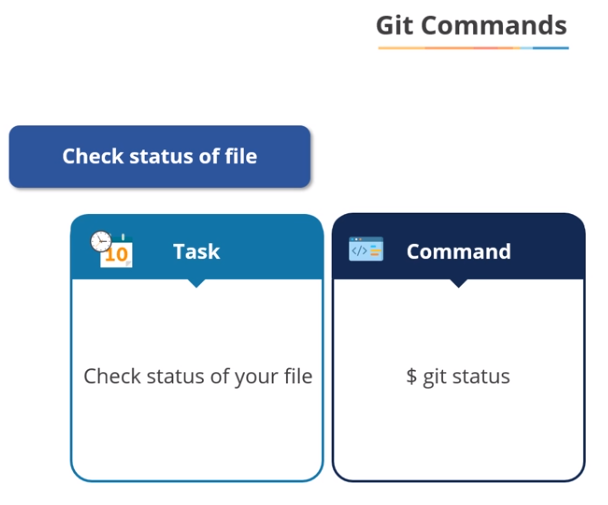 Git Commands
Check status of file
10
Task
</>
Command
Check status of your file
$ git status